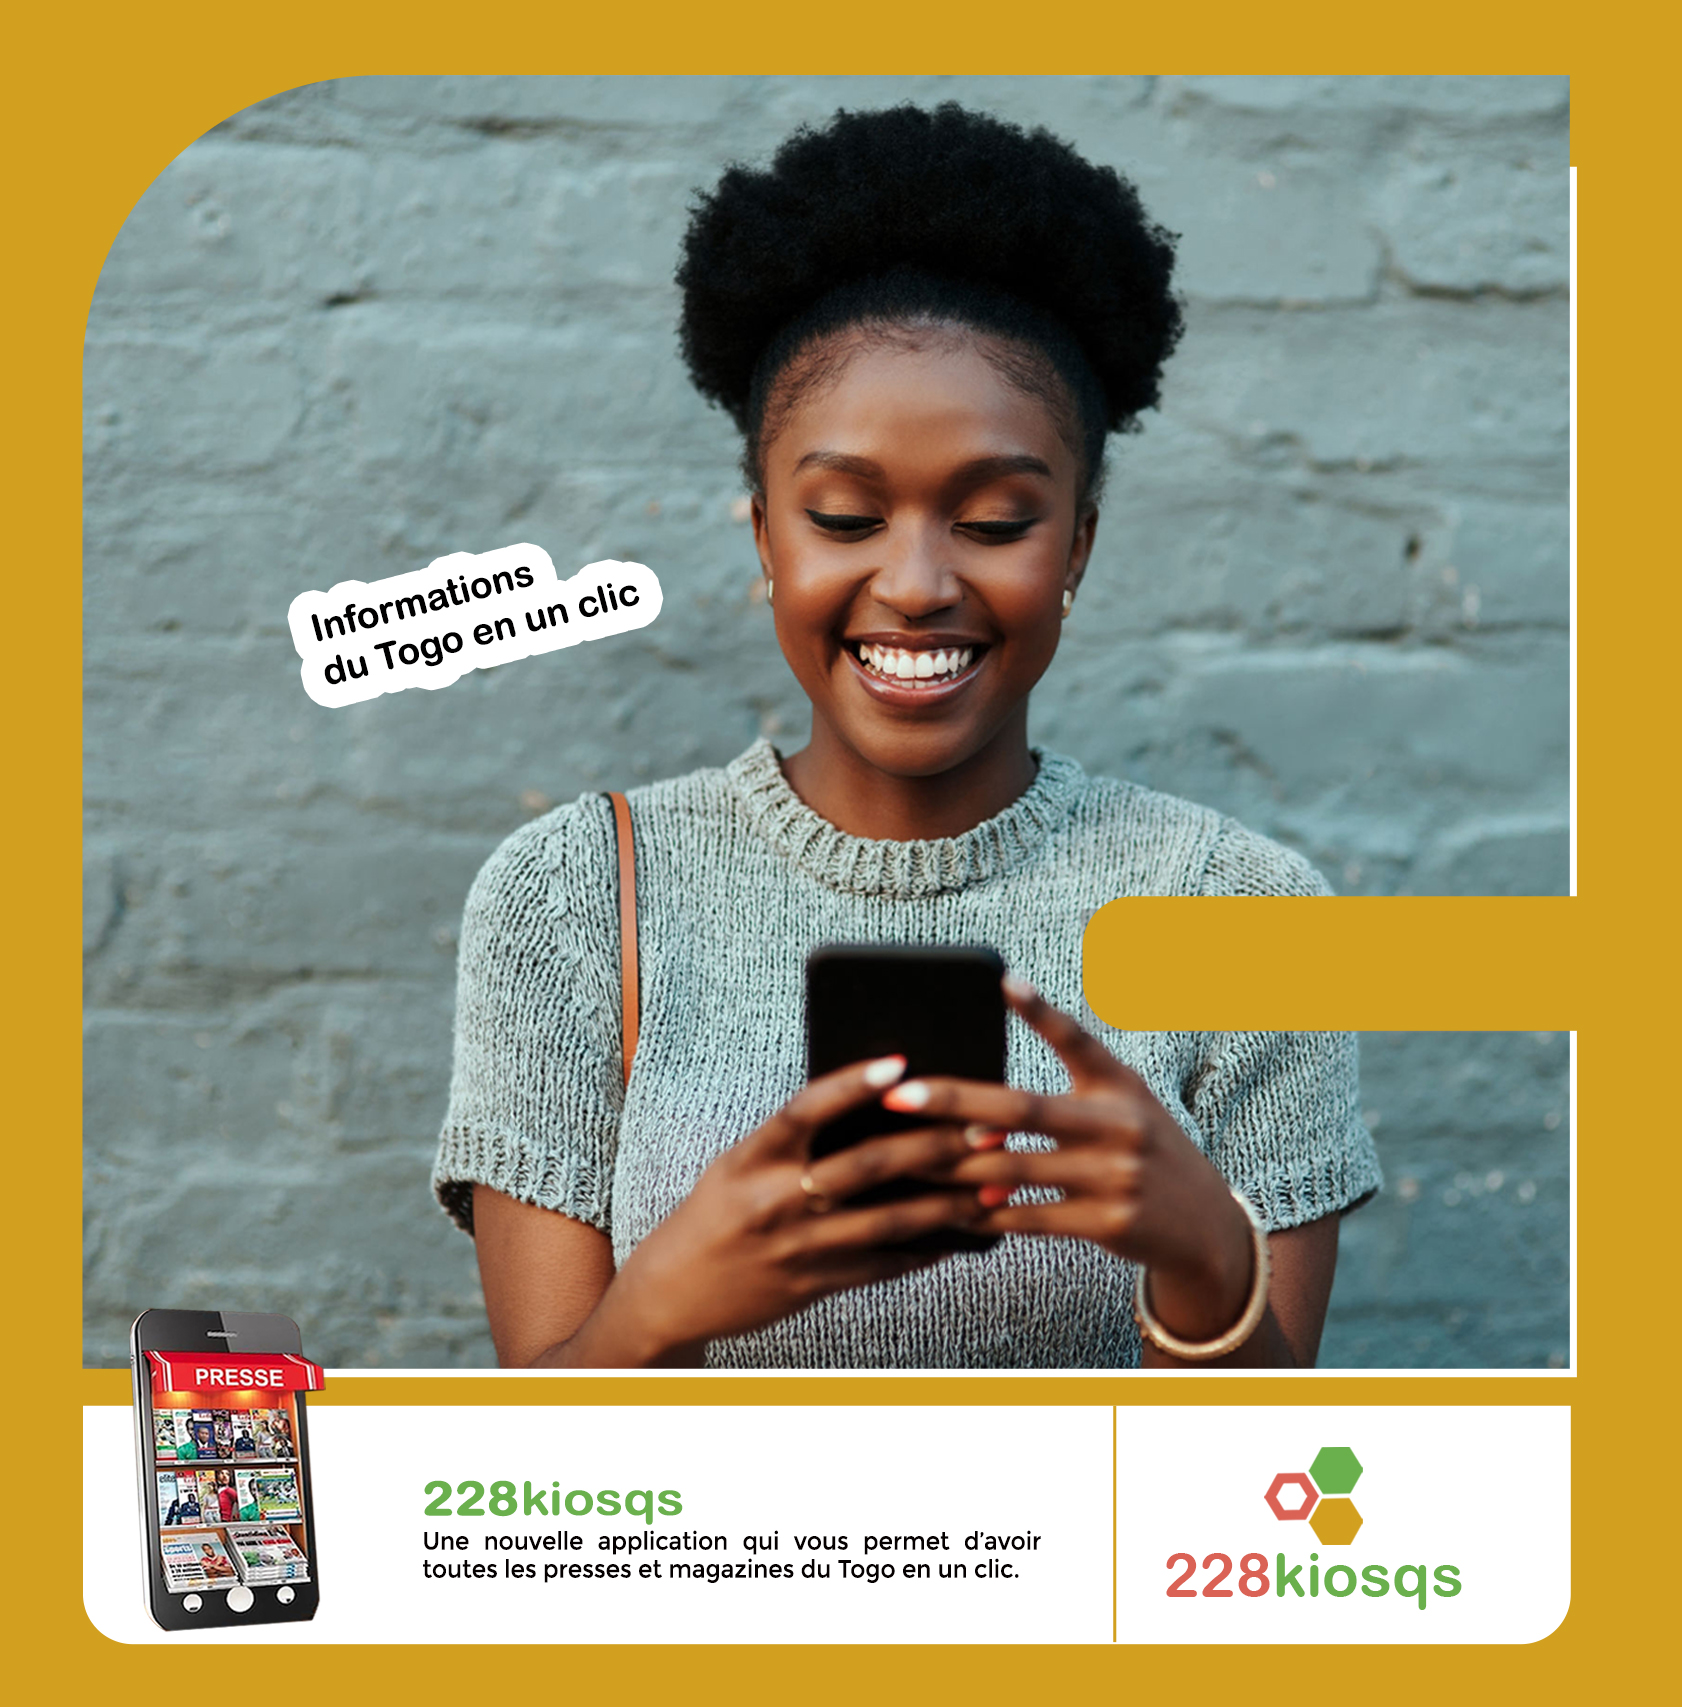 Informations
du Togo en un clic
PRESSE
228kiosqs
Une nouvelle application qui vous permet d'avoir
toutes les presses et magazines du Togo en un clic.
228kiosqs